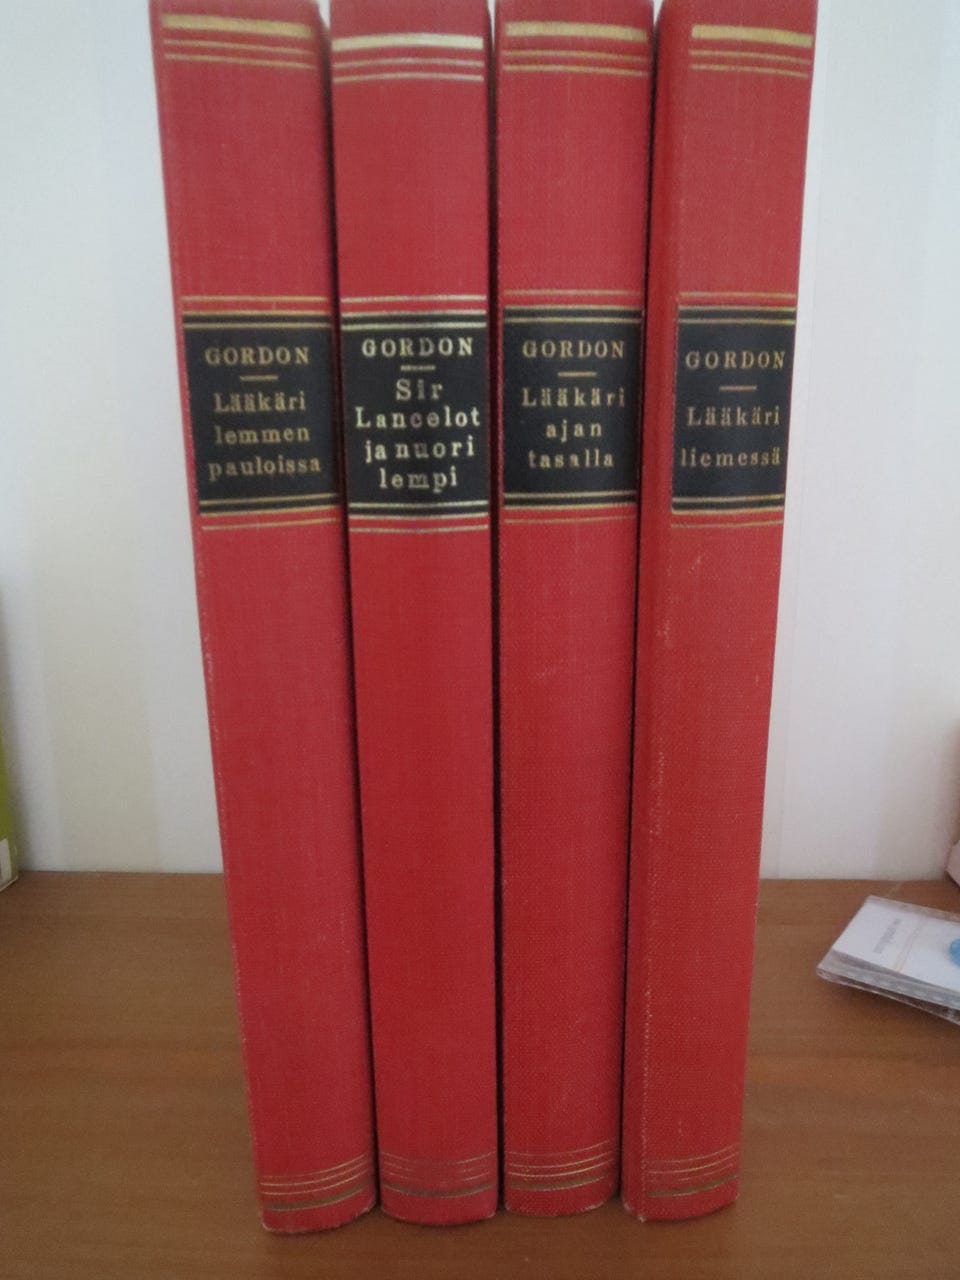 GORDON
Lääkäri
lemmen
pauloissa
GORDON
Sir
Lancelot
ja nuori
lempi
GORDON
Lääkäri
ajan
tasalla
GORDON
Lääkäri
liemessä